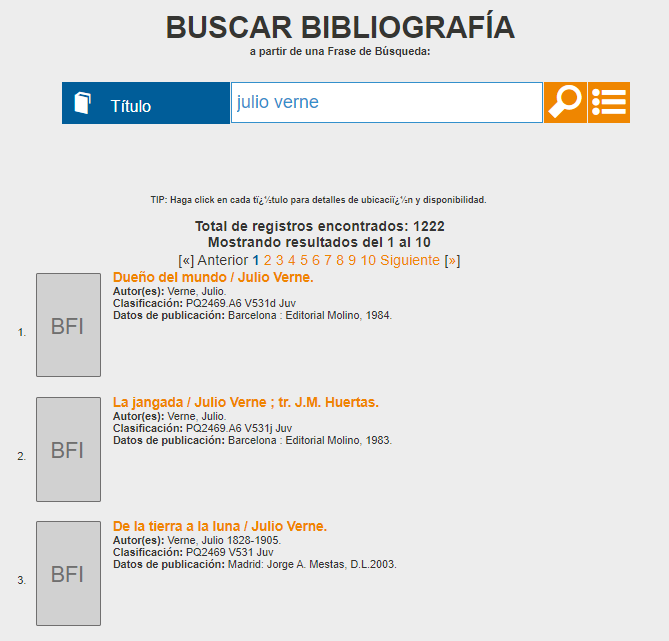 BUSCAR BIBLIOGRAFÍA
a partir de una Frase de Búsqueda:
Título
julio verne
TIP: Haga click en cada tï¿½tulo para detalles de ubicaciï¿½n y disponibilidad.
Total de registros encontrados: 1222
Mostrando resultados del 1 al 10
[«] Anterior 1 2 3 4 5 6 7 8 9 10 Siguiente [»]
1.
BFI
Dueño del mundo / Julio Verne.
Autor(es): Verne, Julio.
Clasificación: PQ2469.A6 V531d Juv
Datos de publicación: Barcelona : Editorial Molino, 1984.
2.
BFI
La jangada / Julio Verne ; tr. J.M. Huertas.
Autor(es): Verne, Julio.
Clasificación: PQ2469.A6 V531j Juv
Datos de publicación: Barcelona : Editorial Molino, 1983.
3.
BFI
De la tierra a la luna / Julio Verne.
Autor(es): Verne, Julio 1828-1905.
Clasificación: PQ2469 V531 Juv
Datos de publicación: Madrid: Jorge A. Mestas, D.L.2003.